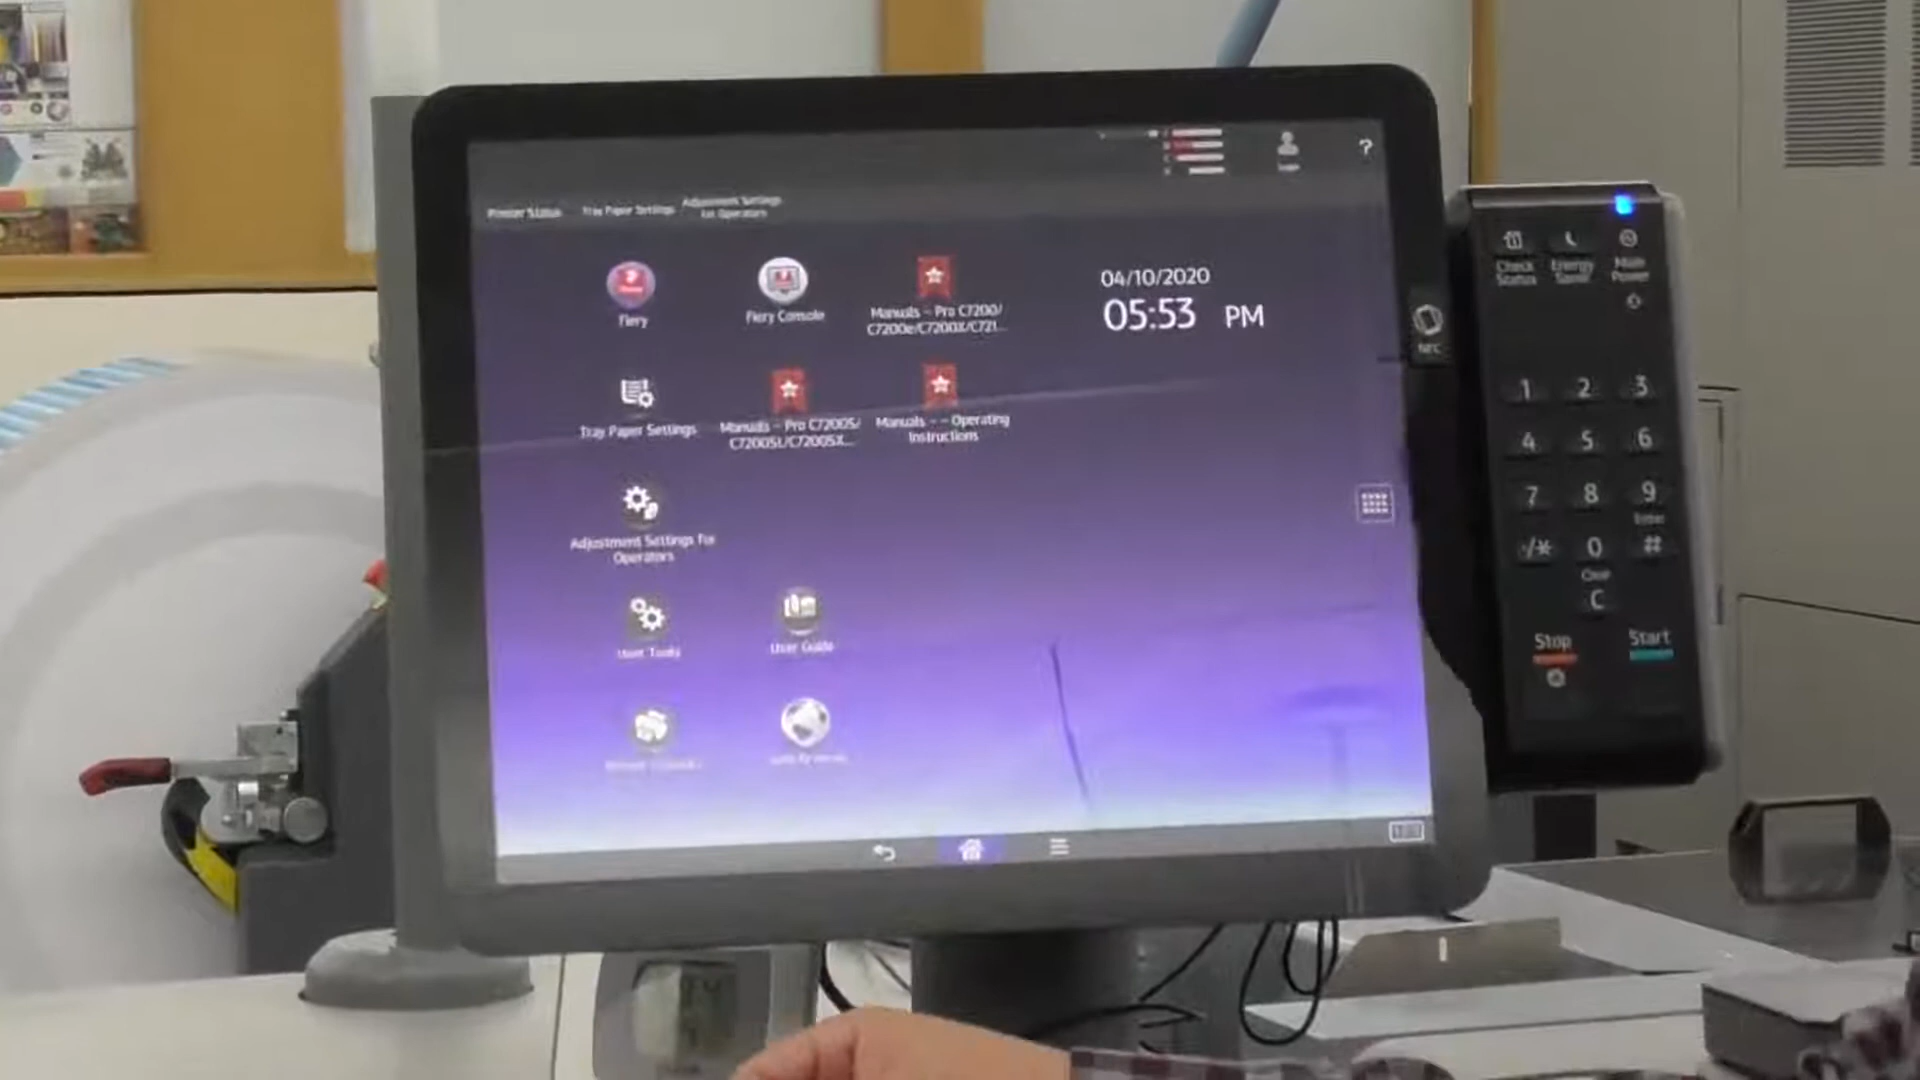 Printer Status
Tray Paper Settings
Adjustment Settings
for Operators
Login
?
Fiery
Fiery Console
Manuals - Pro C7200/
C7200e/C7200X/C721...
04/10/2020
05:53 PM
Tray Paper Settings
Manuals - Pro C7200S/
C7200SL/C7200SX...
Manuals - - Operating
Instructions
Adjustment Settings for
Operators
User Tools
User Guide
NFC
Check
Status
Energy
Saver
Main
Power
1 2 3
4 5 6
7 8 9
Enter
./* 0 #
Clear
C
Stop
Start